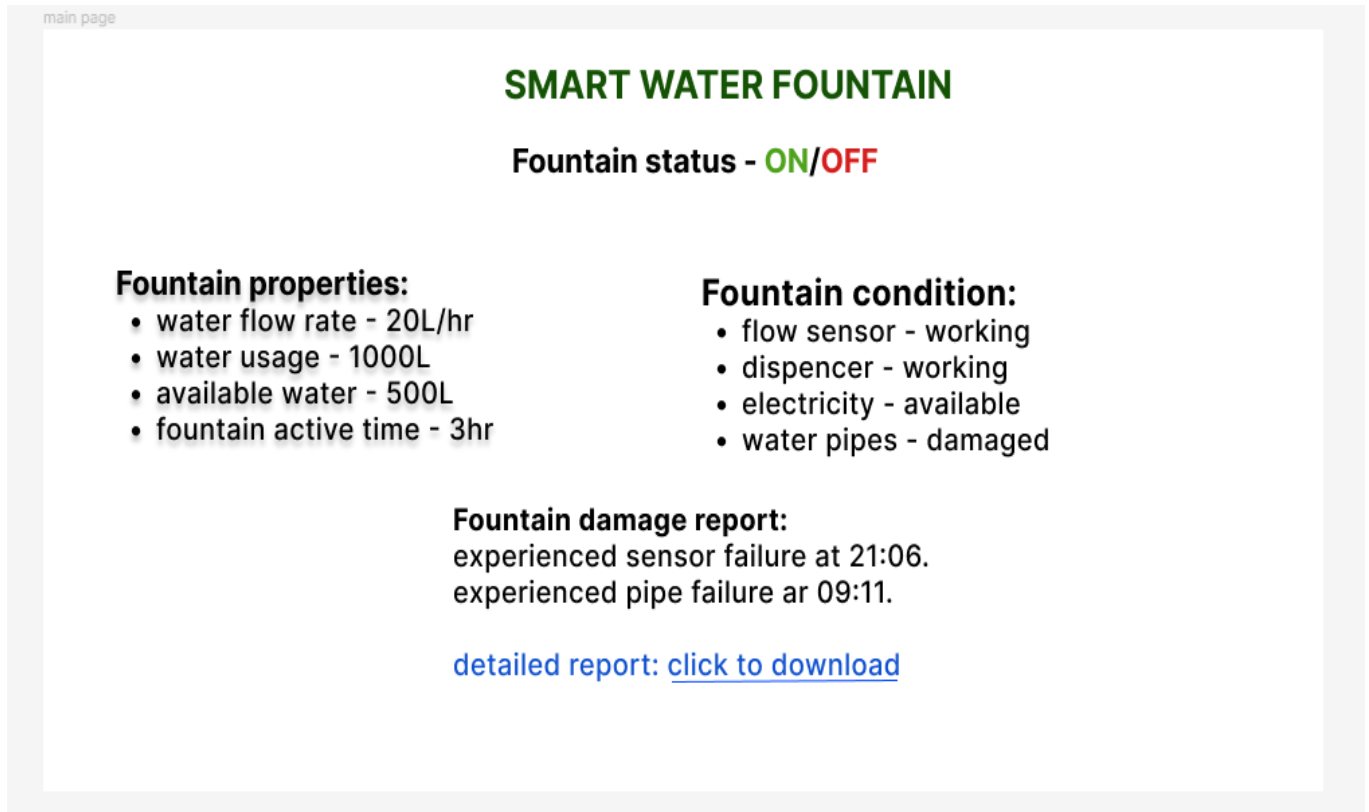 main page
SMART WATER FOUNTAIN
Fountain status - ON/OFF
Fountain properties:
• water flow rate - 20L/hr
• water usage - 1000L
• available water - 500L
• fountain active time - 3hr
Fountain condition:
• flow sensor - working
• dispencer - working
• electricity - available
• water pipes - damaged
Fountain damage report:
experienced sensor failure at 21:06.
experienced pipe failure ar 09:11.
detailed report: click to download